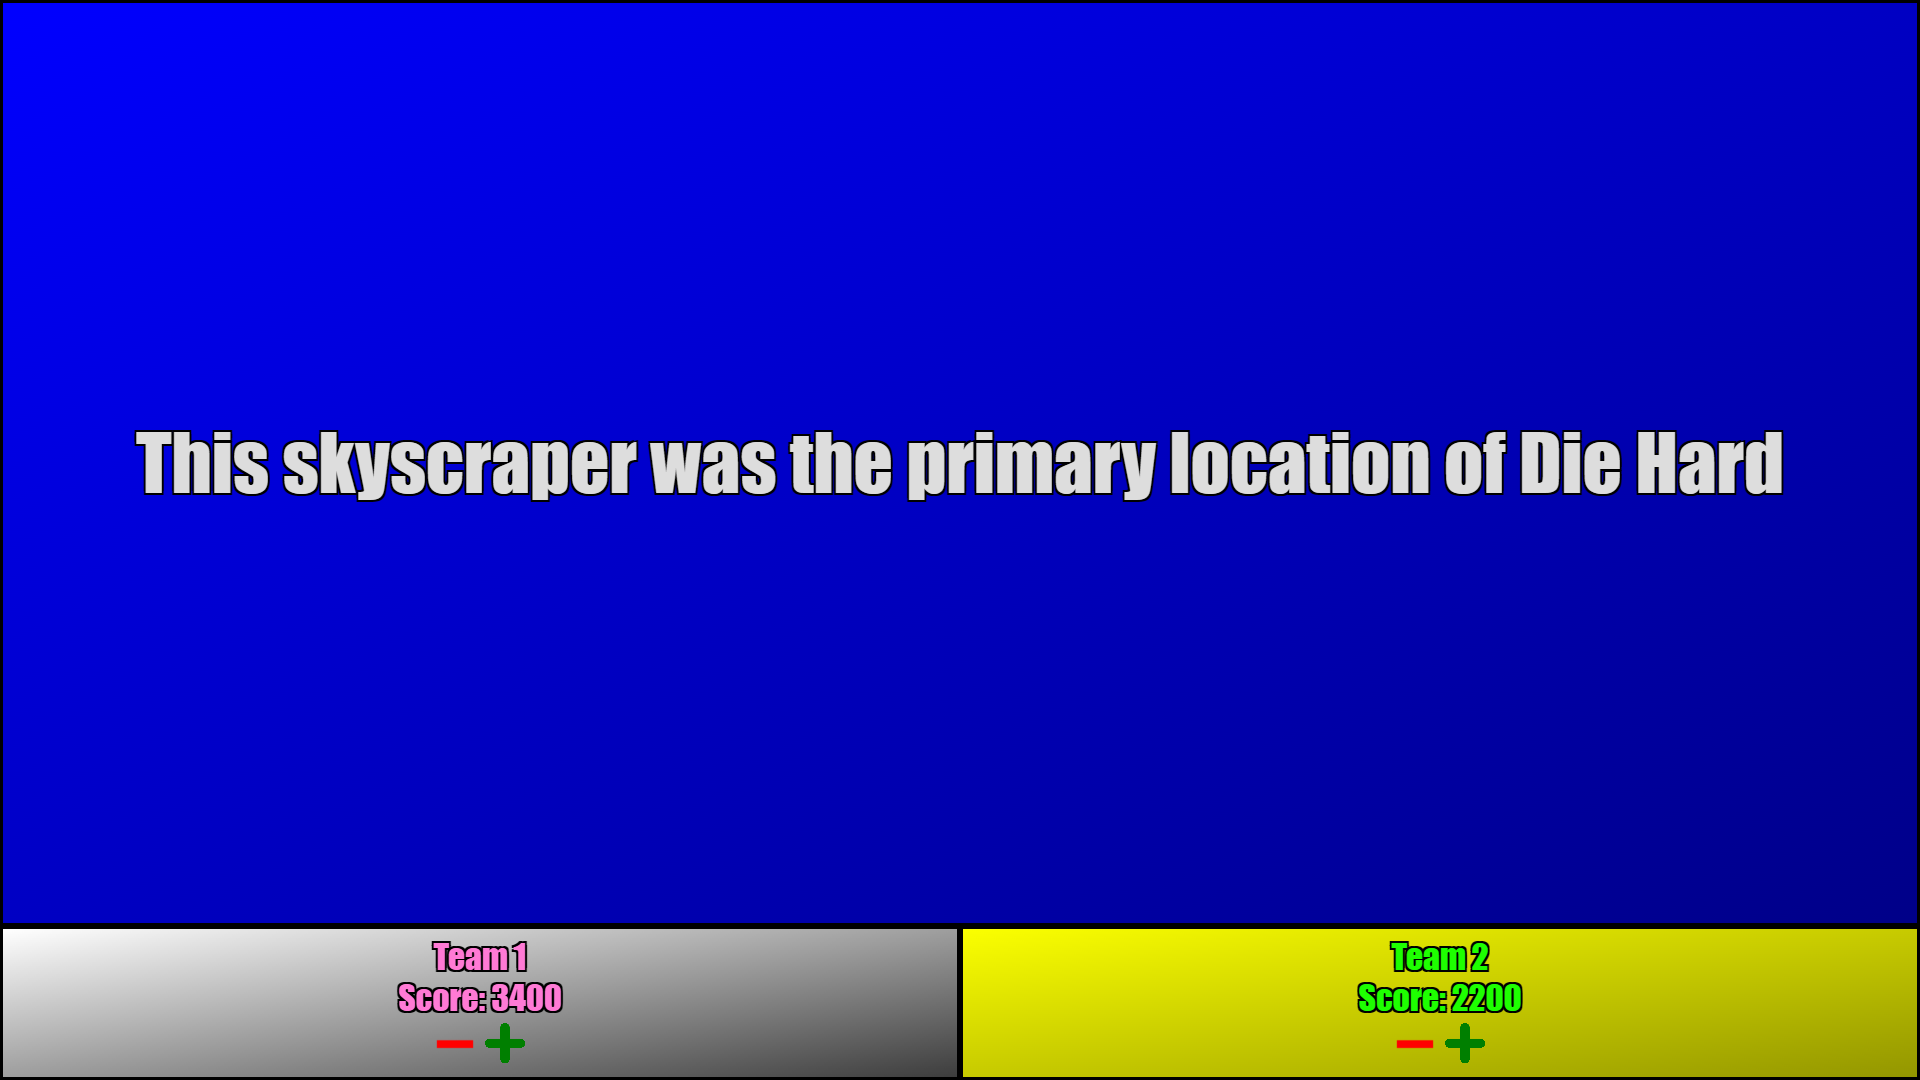 This skyscraper was the primary location of Die Hard
Team 1
Score: 3400
Team 2
Score: 2200